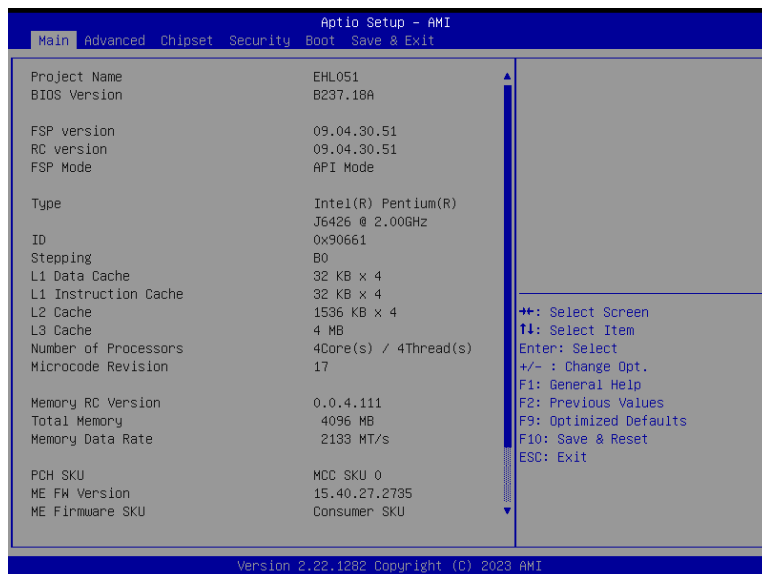 Aptio Setup – AMI
Main Advanced Chipset Security Boot Save & Exit
Project Name EHL051
BIOS Version B237.18A
FSP version 09.04.30.51
RC version 09.04.30.51
FSP Mode API Mode
Type Intel(R) Pentium(R)
J6426 @ 2.00GHz
ID 0x90661
Stepping B0
L1 Data Cache 32 KB x 4
L1 Instruction Cache 32 KB x 4
L2 Cache 1536 KB x 4
L3 Cache 4 MB
Number of Processors 4Core(s) / 4Thread(s)
Microcode Revision 17
Memory RC Version 0.0.4.111
Total Memory 4096 MB
Memory Data Rate 2133 MT/s
PCH SKU MCC SKU 0
ME FW Version 15.40.27.2735
ME Firmware SKU Consumer SKU
→←: Select Screen
↑↓: Select Item
Enter: Select
+/- : Change Opt.
F1: General Help
F2: Previous Values
F9: Optimized Defaults
F10: Save & Reset
ESC: Exit
Version 2.22.1282 Copyright (C) 2023 AMI